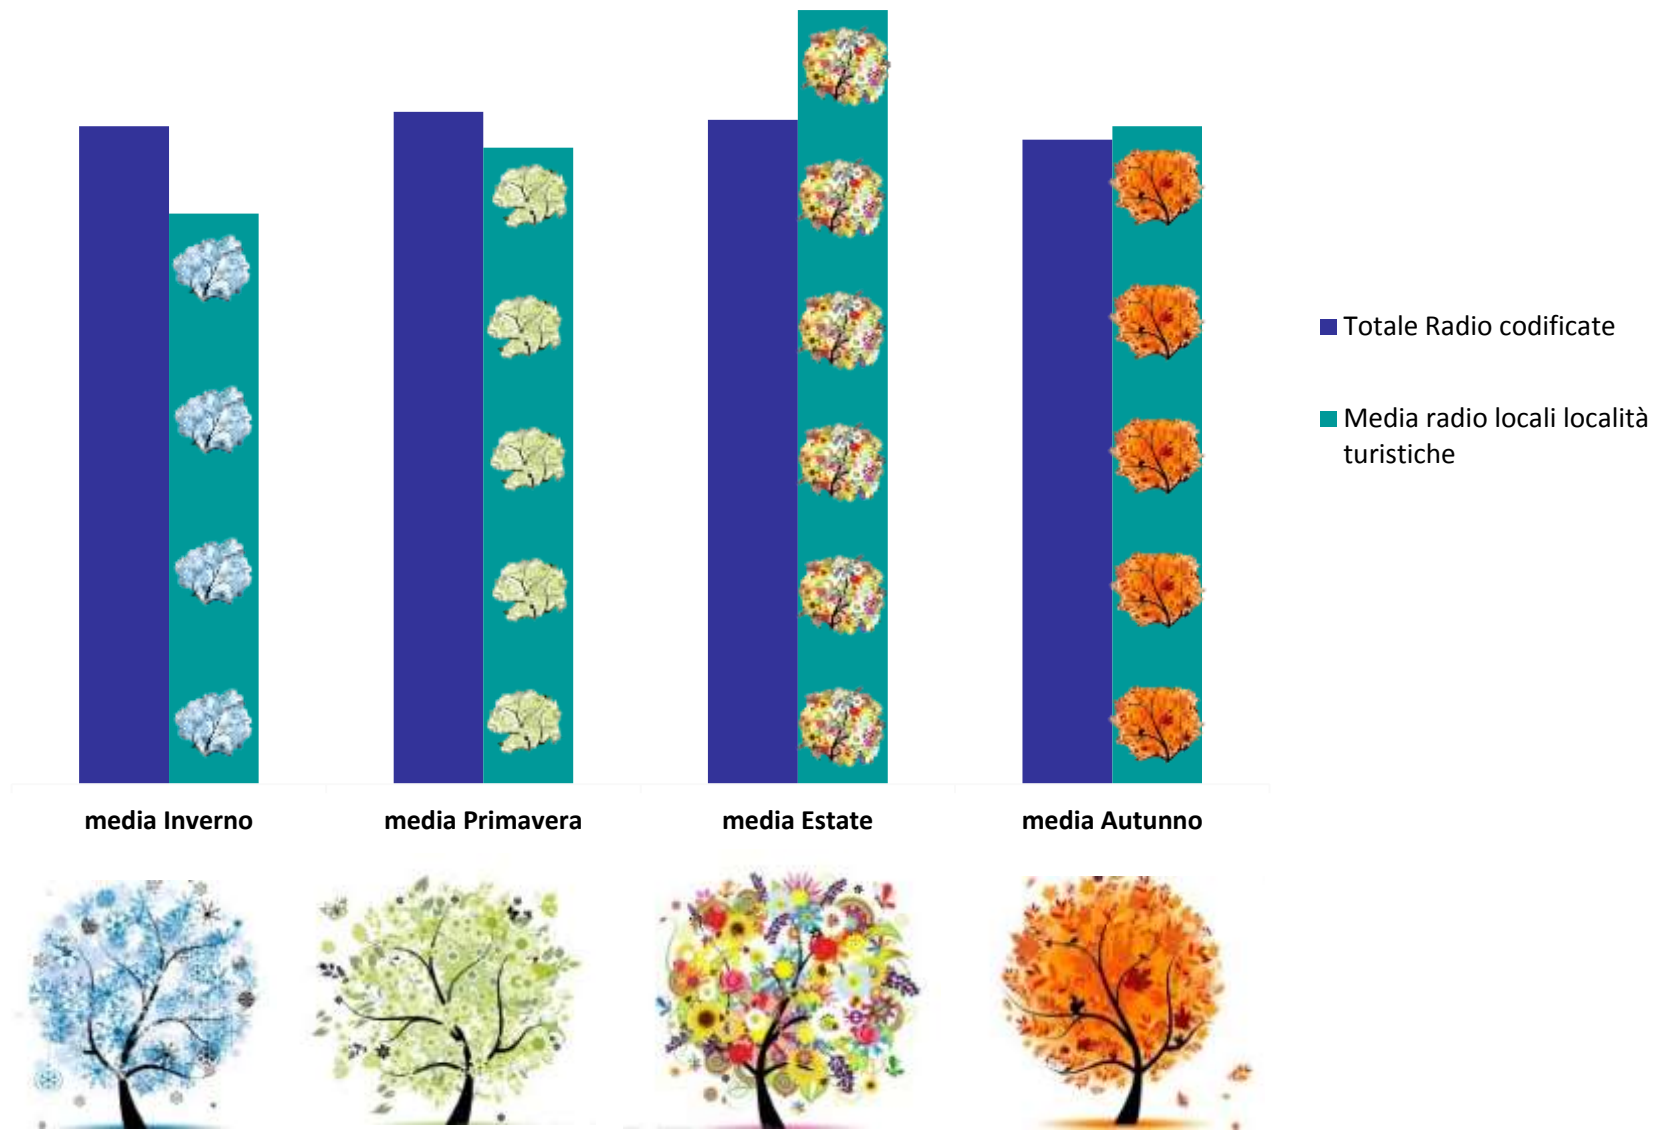 Totale Radio codificate
Media radio locali località
turistiche
media Inverno
media Primavera
media Estate
media Autunno